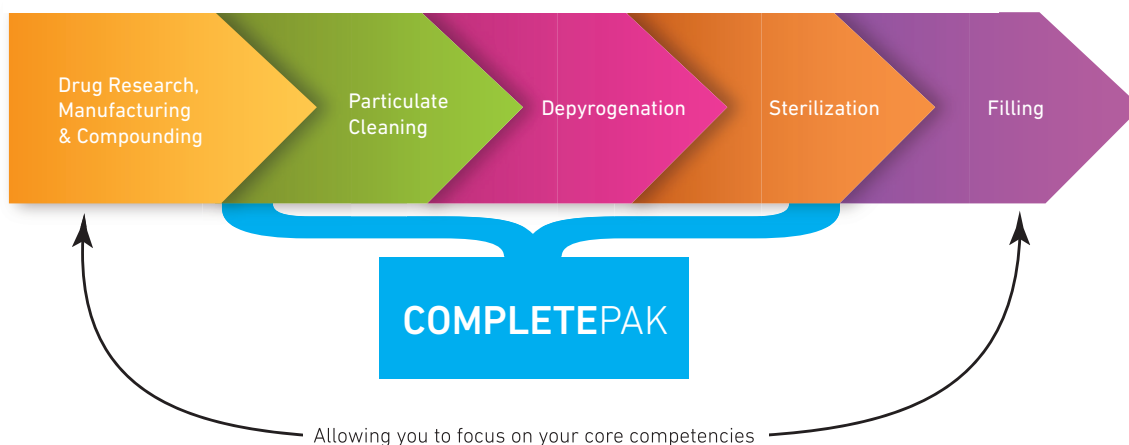 Drug Research,
Manufacturing
& Compounding
Particulate
Cleaning
Depyrogenation
Sterilization
Filling
COMPLETEPAK
Allowing you to focus on your core competencies